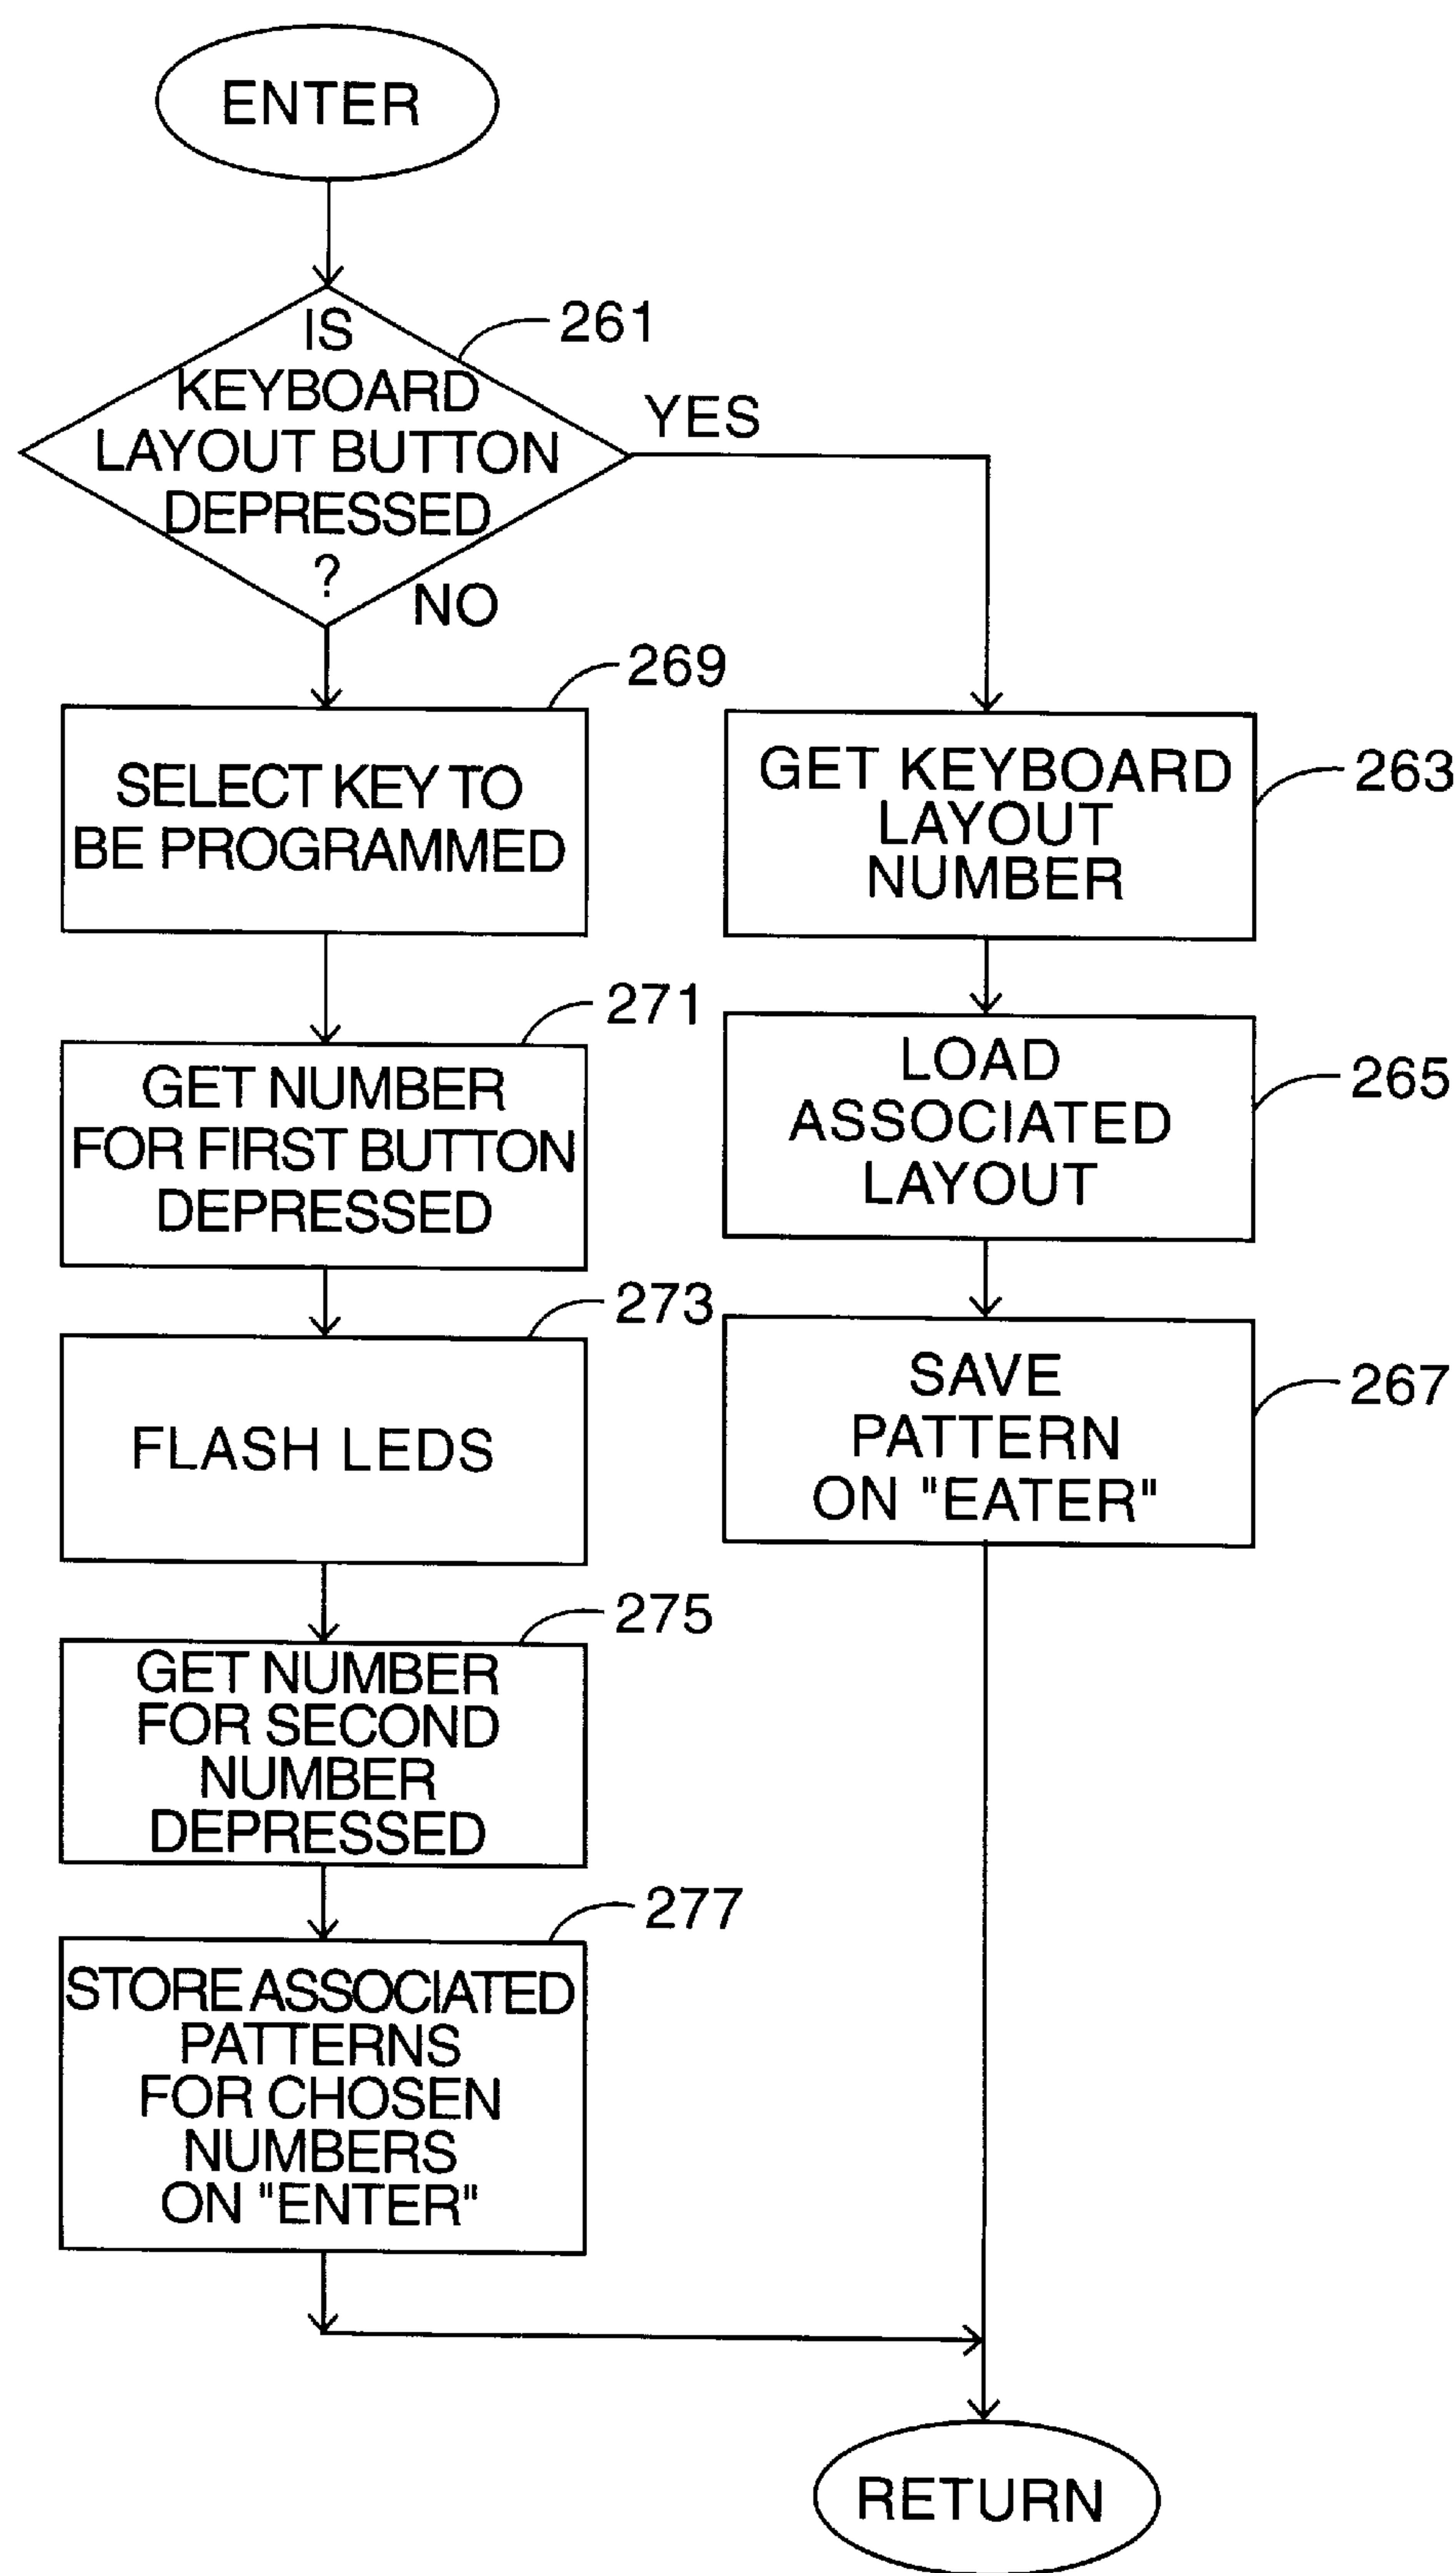 ENTER
IS
KEYBOARD
LAYOUT BUTTON
DEPRESSED
?
261
YES
NO
269
SELECT KEY TO
BE PROGRAMMED
GET KEYBOARD
LAYOUT
NUMBER
263
271
GET NUMBER
FOR FIRST BUTTON
DEPRESSED
LOAD
ASSOCIATED
LAYOUT
265
273
FLASH LEDS
SAVE
PATTERN
ON "EATER"
267
275
GET NUMBER
FOR SECOND
NUMBER
DEPRESSED
277
STORE ASSOCIATED
PATTERNS
FOR CHOSEN
NUMBERS
ON "ENTER"
RETURN